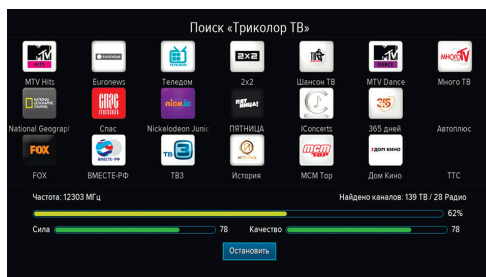 Поиск «Триколор ТВ»
MTV Hits Euronews Теледом 2x2 Шансон ТВ MTV Dance Много ТВ
National Geograpl Спас Nickelodeon Junic ПЯТНИЦА IConcerts 365 дней Автоплюс
FOX ВМЕСТЕ-РФ ТВ3 История MCM Top Дом Кино ТТС
Частота: 12303 МГц Найдено каналов: 139 ТВ / 28 Радио
62%
Сила 78 Качество 78
Остановить